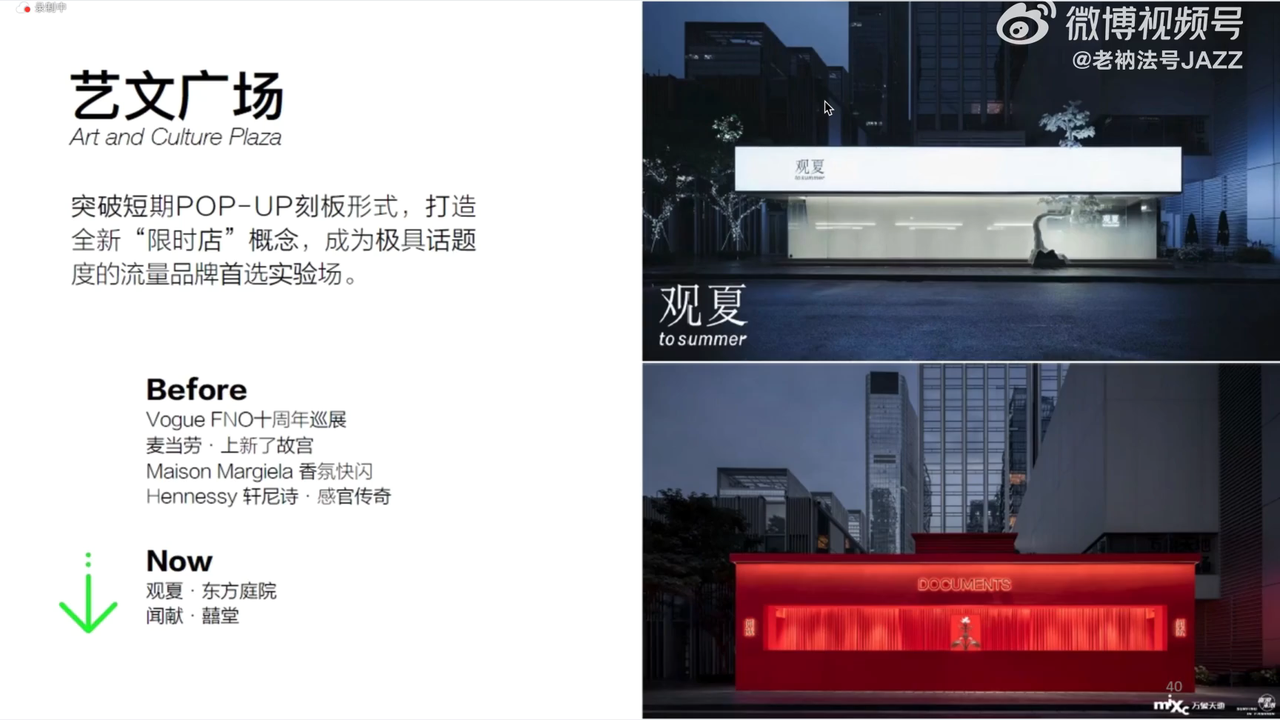 录制中
艺文广场
Art and Culture Plaza
突破短期POP-UP刻板形式，打造
全新“限时店”概念，成为极具话题
度的流量品牌首选实验场。
Before
Vogue FNO十周年巡展
麦当劳·上新了故宫
Maison Margiela 香氛快闪
Hennessy 轩尼诗·感官传奇
Now
观夏·东方庭院
闻献·囍堂
微博视频号
@老衲法号JAZZ
观夏
to summer
观夏
观夏
to summer
DOCUMENTS
40
mixc 万象天地